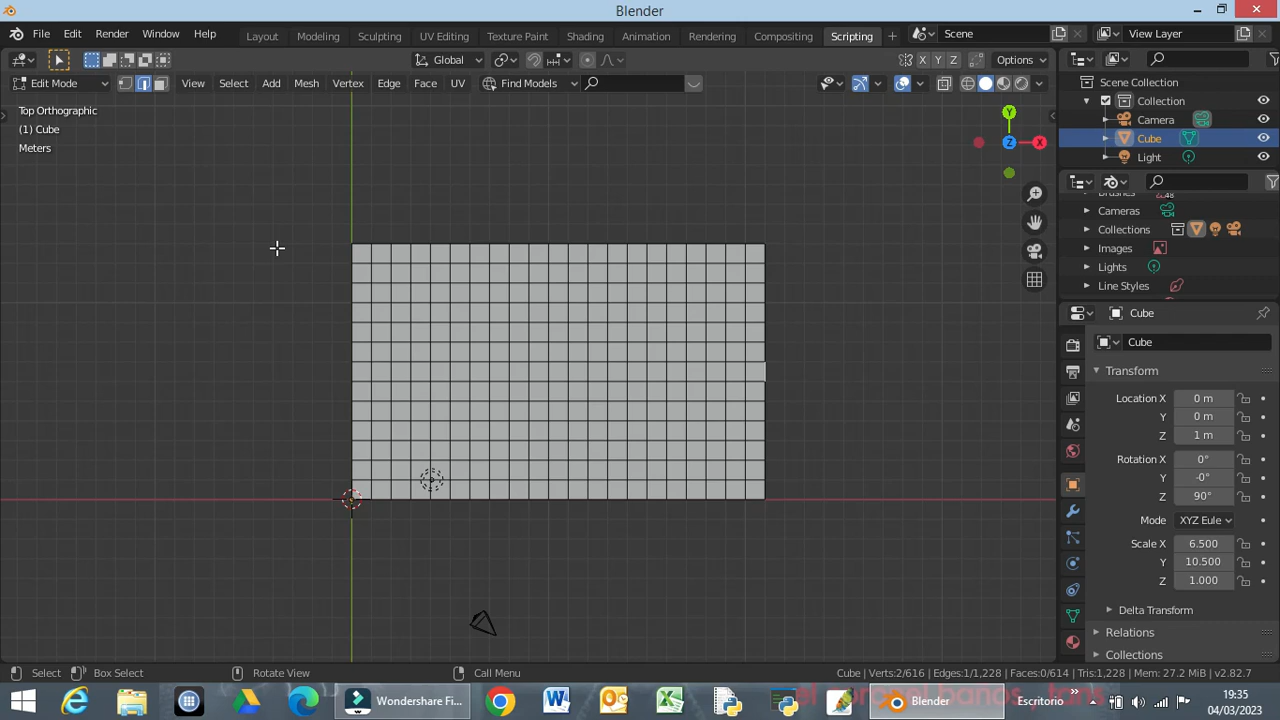 Blender
File Edit Render Window Help Layout Modeling Sculpting UV Editing Texture Paint Shading Animation Rendering Compositing Scripting + Scene View Layer
Global X Y Z Options
Edit Mode View Select Add Mesh Vertex Edge Face UV Find Models
Top Orthographic
(1) Cube
Meters
Y
Z X
Scene Collection
Collection
Camera
Cube
Light
Cameras
Collections
Images
Lights
Line Styles
Cube
Cube
Transform
Location X 0 m
Y 0 m
Z 1 m
Rotation X 0°
Y -0°
Z 90°
Mode XYZ Eule
Scale X 6.500
Y 10.500
Z 1.000
Delta Transform
Relations
Collections
Select Box Select Rotate View Call Menu Cube | Verts:2/616 | Edges:1/1,228 | Faces:0/614 | Tris:1,228 | Mem: 27.2 MiB | v2.82.7
Wondershare Fi... Blender Escritorio 19:35
04/03/2023